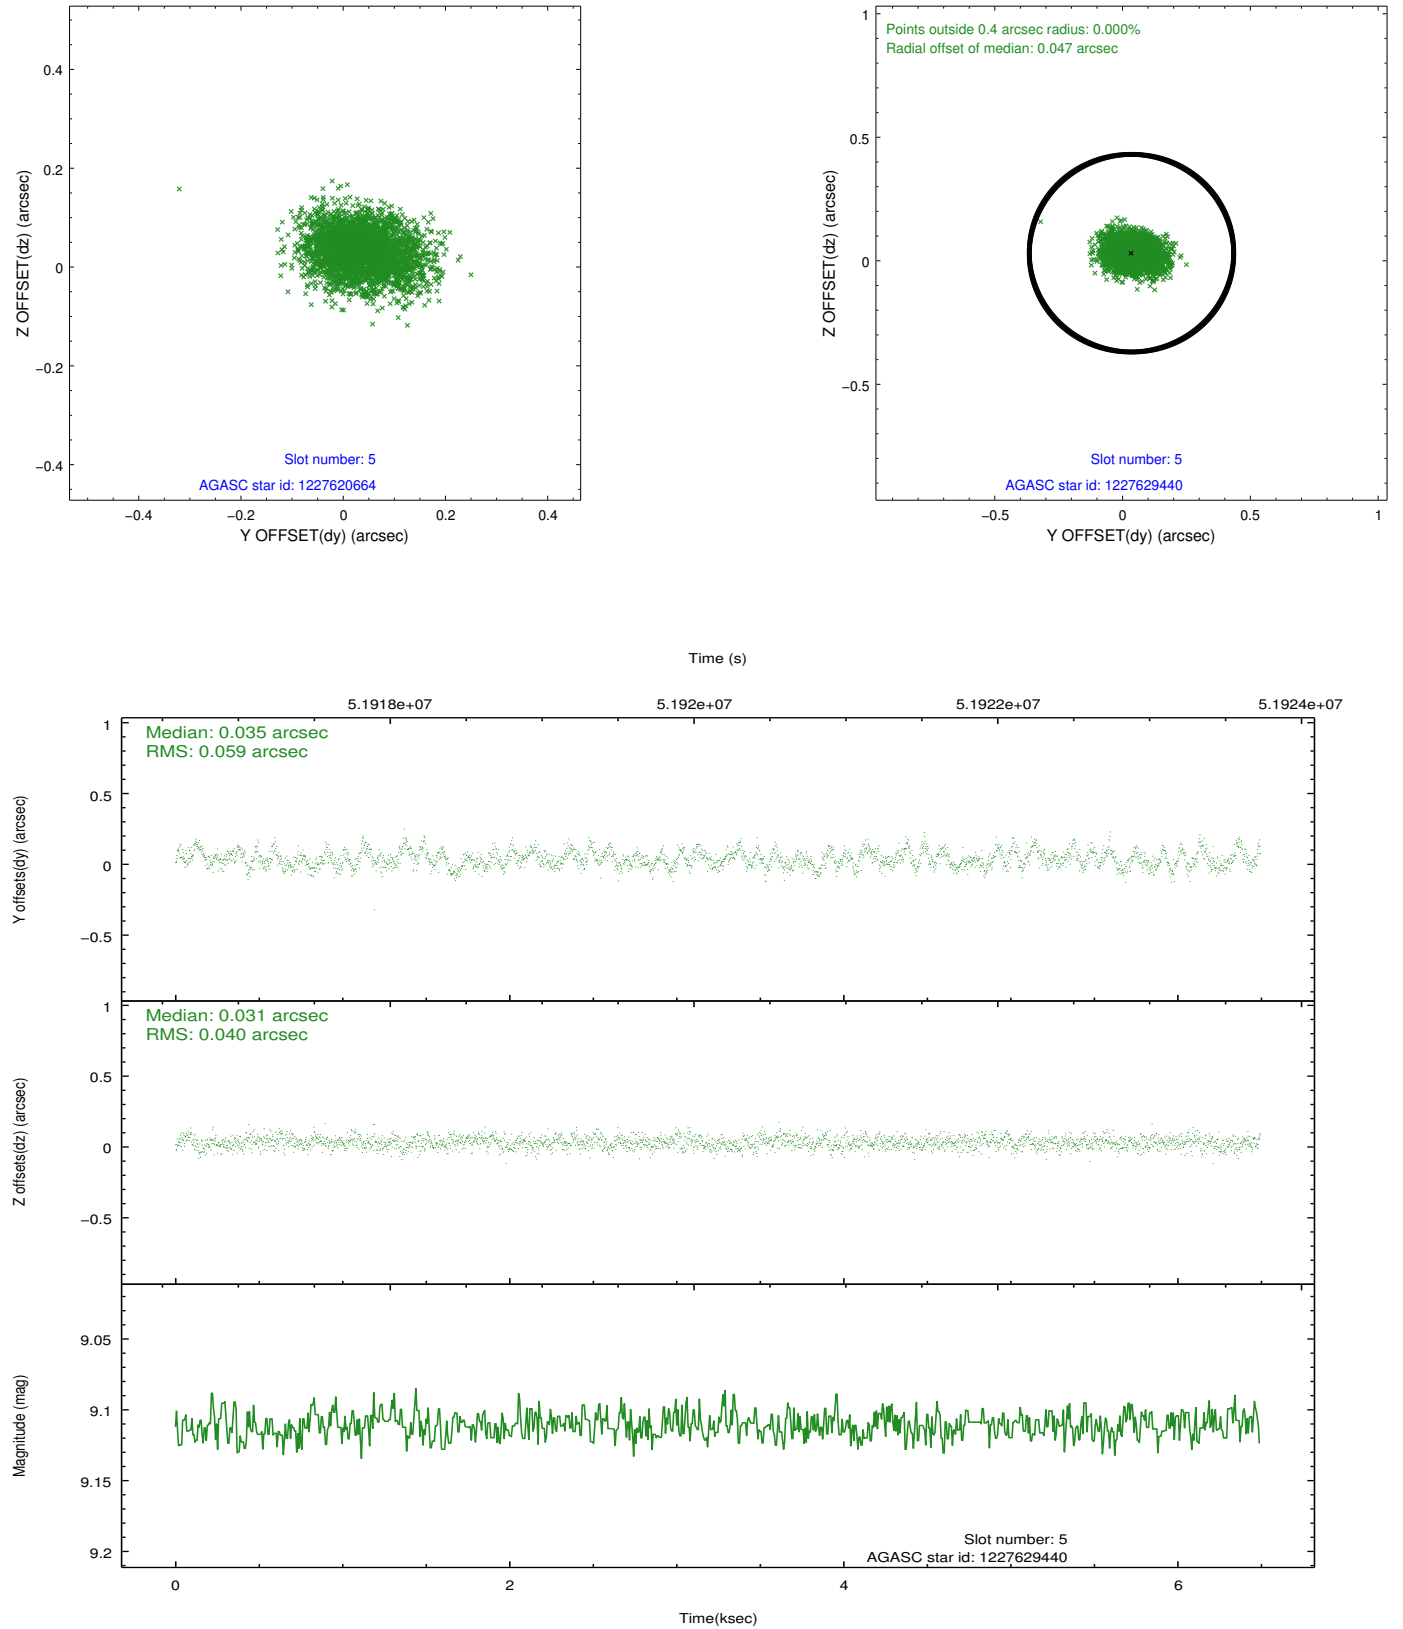 0.4
0.2
0
−0.2
−0.4
Z OFFSET(dz) (arcsec)
Slot number: 5
AGASC star id: 1227620664
−0.4
−0.2
0
0.2
0.4
Y OFFSET(dy) (arcsec)
Points outside 0.4 arcsec radius: 0.000%
Radial offset of median: 0.047 arcsec
1
0.5
0
−0.5
Z OFFSET(dz) (arcsec)
Slot number: 5
AGASC star id: 1227629440
−0.5
0
0.5
1
Y OFFSET(dy) (arcsec)
Time (s)
5.1918e+07
5.192e+07
5.1922e+07
5.1924e+07
Median: 0.035 arcsec
RMS: 0.059 arcsec
1
0.5
0
−0.5
Y offsets(dy) (arcsec)
Median: 0.031 arcsec
RMS: 0.040 arcsec
1
0.5
0
−0.5
Z offsets(dz) (arcsec)
9.05
9.1
9.15
9.2
Magnitude (mag)
Slot number: 5
AGASC star id: 1227629440
0
2
4
6
Time(ksec)